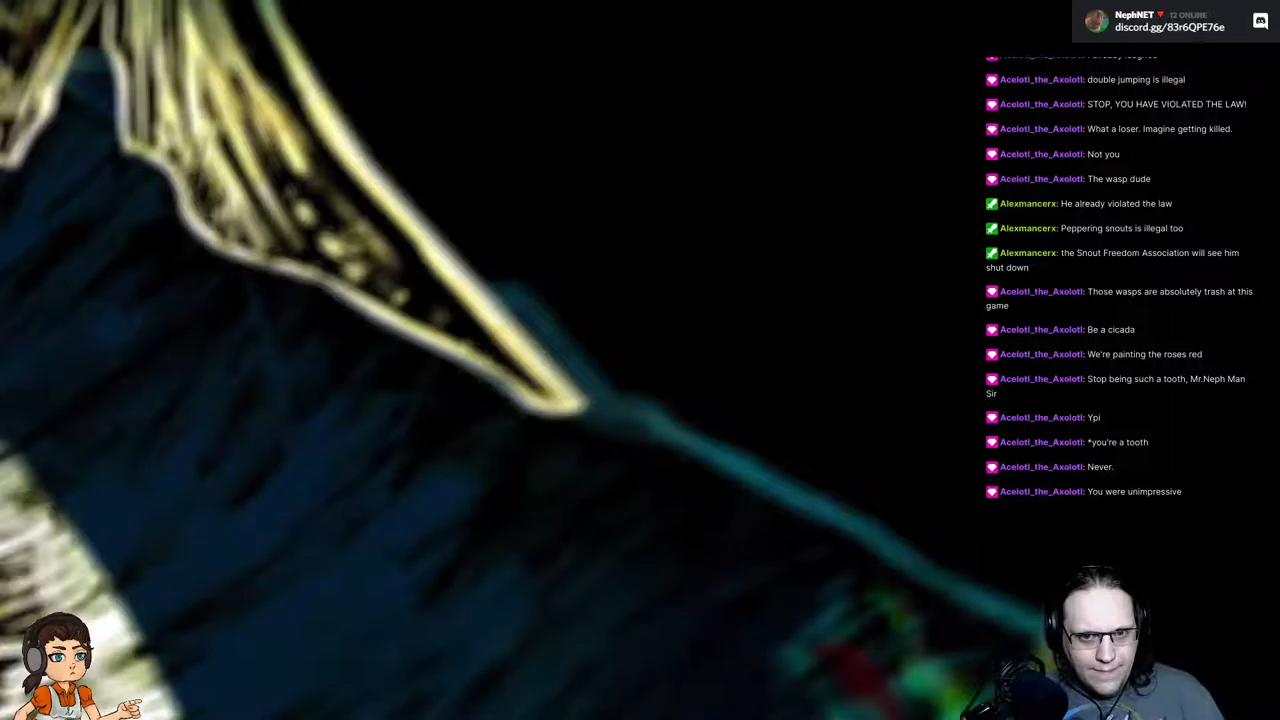 NephNET 12 ONLINE
discord.gg/83r6QPE76e
Acelotl_the_Axolotl: double jumping is illegal
Acelotl_the_Axolotl: STOP, YOU HAVE VIOLATED THE LAW!
Acelotl_the_Axolotl: What a loser. Imagine getting killed.
Acelotl_the_Axolotl: Not you
Acelotl_the_Axolotl: The wasp dude
Alexmancerx: He already violated the law
Alexmancerx: Peppering snouts is illegal too
Alexmancerx: the Snout Freedom Association will see him
shut down
Acelotl_the_Axolotl: Those wasps are absolutely trash at this
game
Acelotl_the_Axolotl: Be a cicada
Acelotl_the_Axolotl: We're painting the roses red
Acelotl_the_Axolotl: Stop being such a tooth, Mr.Neph Man
Sir
Acelotl_the_Axolotl: Ypi
Acelotl_the_Axolotl: *you're a tooth
Acelotl_the_Axolotl: Never.
Acelotl_the_Axolotl: You were unimpressive